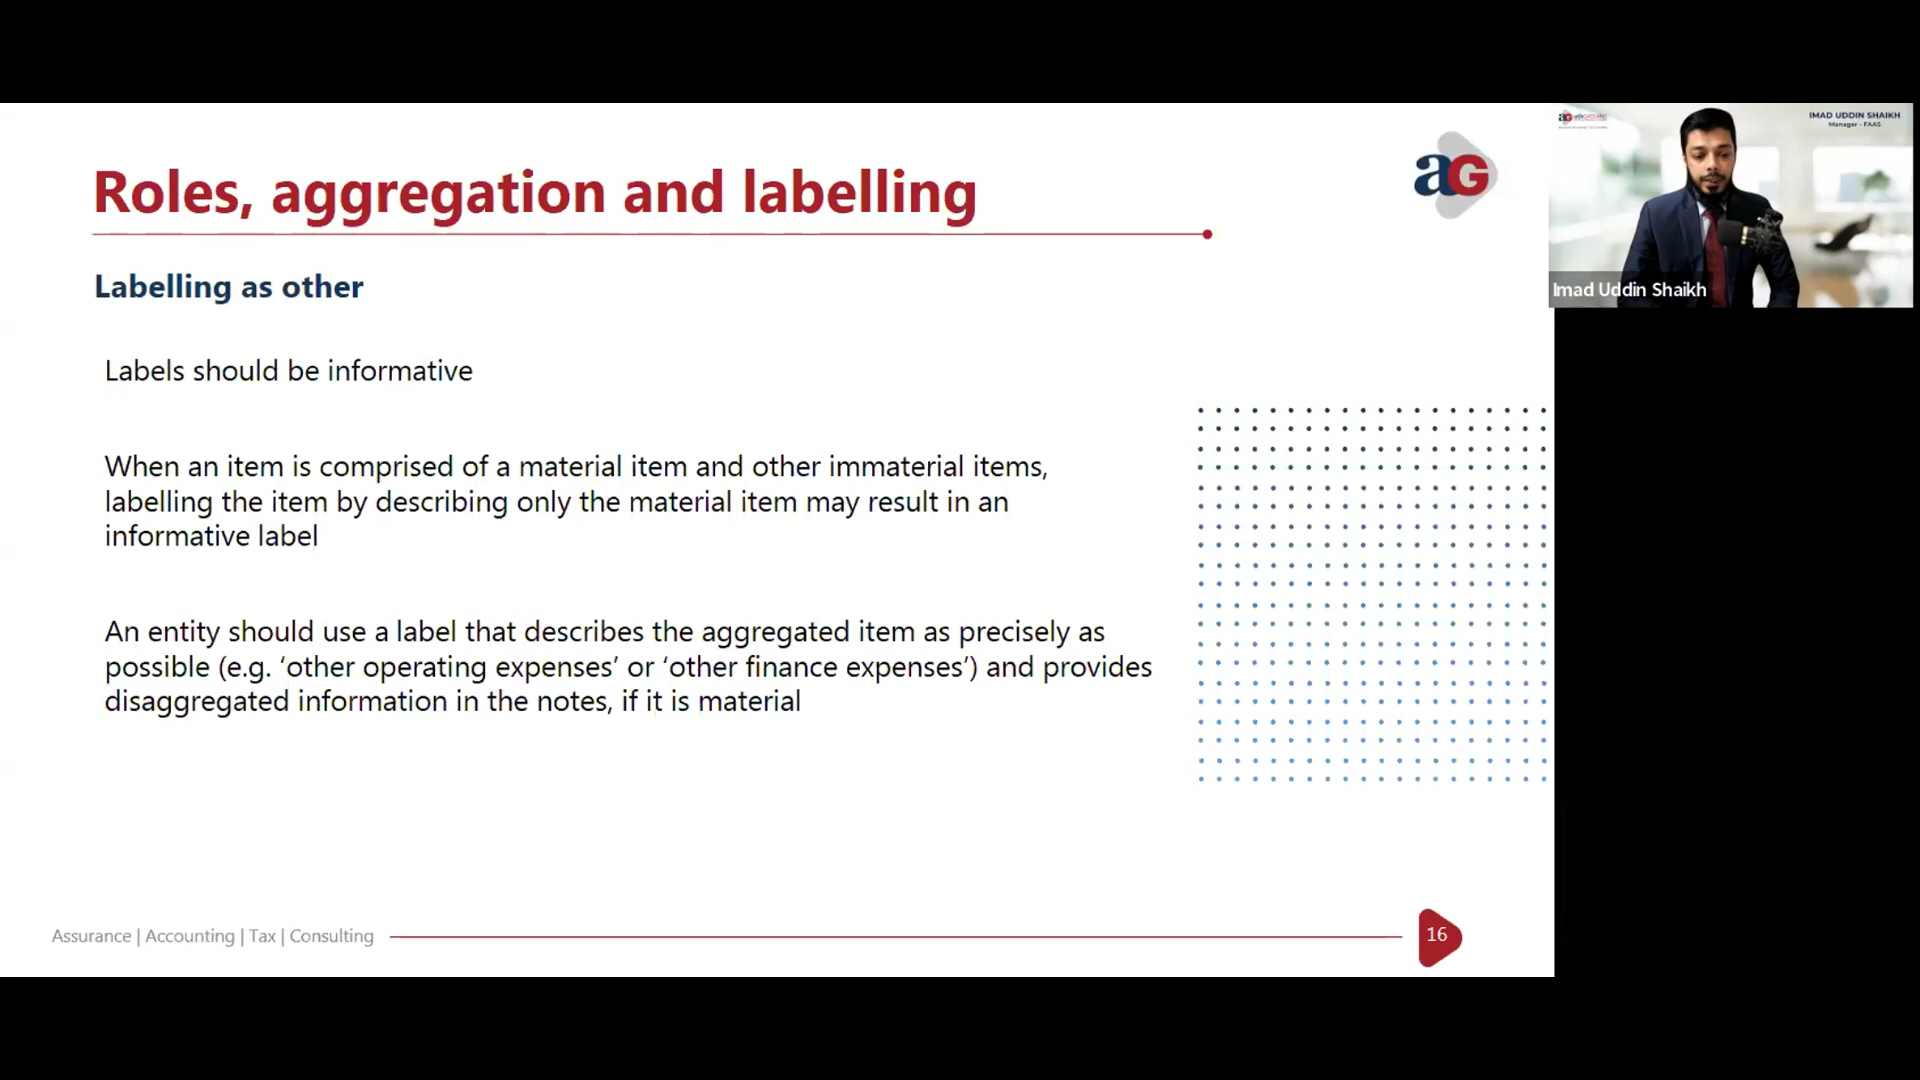 Roles, aggregation and labelling
aG
IMAD UDDIN SHAIKH
Manager - FAAS
Imad Uddin Shaikh
Labelling as other
Labels should be informative
When an item is comprised of a material item and other immaterial items,
labelling the item by describing only the material item may result in an
informative label
An entity should use a label that describes the aggregated item as precisely as
possible (e.g. ‘other operating expenses’ or ‘other finance expenses’) and provides
disaggregated information in the notes, if it is material
Assurance | Accounting | Tax | Consulting
16